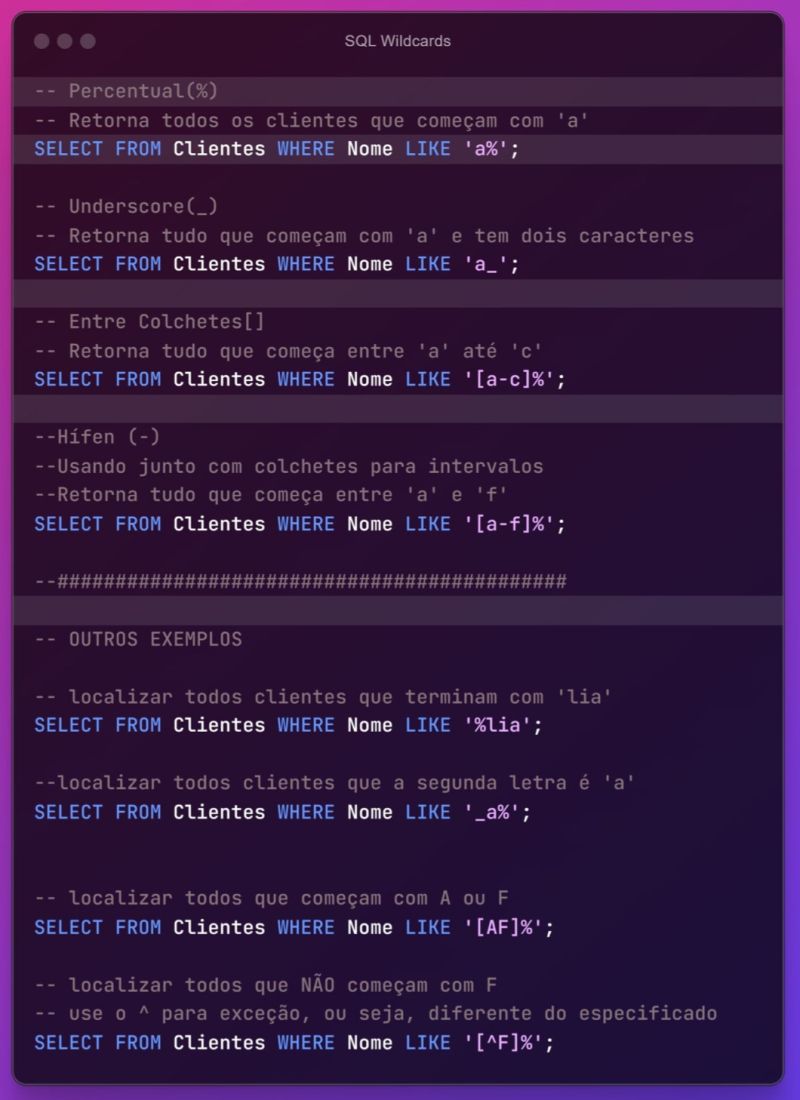 SQL Wildcards
-- Percentual(%)
-- Retorna todos os clientes que começam com 'a'
SELECT FROM Clientes WHERE Nome LIKE 'a%';
-- Underscore(_)
-- Retorna tudo que começam com 'a' e tem dois caracteres
SELECT FROM Clientes WHERE Nome LIKE 'a_';
-- Entre Colchetes[]
-- Retorna tudo que começa entre 'a' até 'c'
SELECT FROM Clientes WHERE Nome LIKE '[a-c]%';
--Hífen (-)
--Usando junto com colchetes para intervalos
--Retorna tudo que começa entre 'a' e 'f'
SELECT FROM Clientes WHERE Nome LIKE '[a-f]%';
--############################################
-- OUTROS EXEMPLOS
-- localizar todos clientes que terminam com 'lia'
SELECT FROM Clientes WHERE Nome LIKE '%lia';
--localizar todos clientes que a segunda letra é 'a'
SELECT FROM Clientes WHERE Nome LIKE '_a%';
-- localizar todos que começam com A ou F
SELECT FROM Clientes WHERE Nome LIKE '[AF]%';
-- localizar todos que NÃO começam com F
-- use o ^ para exceção, ou seja, diferente do especificado
SELECT FROM Clientes WHERE Nome LIKE '[^F]%';